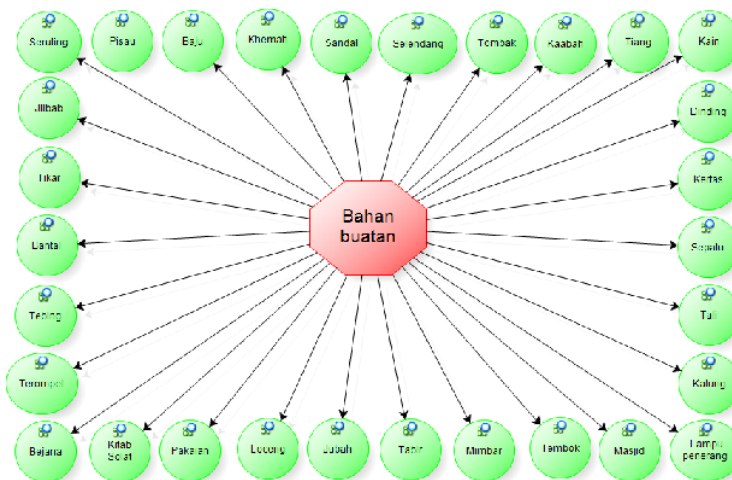 Seruling
Pisau
Baju
Khemah
Sandal
Selendang
Tombak
Kaabah
Tiang
Kain
Jilbab
Dinding
Tikar
Kertas
Bahan
buatan
Lantai
Sepatu
Tebing
Tali
Terompet
Kalung
Bejana
Kitab
Solat
Pakaian
Jubah
Tabir
Mimbar
Tembok
Masjid
Lampu
penerang